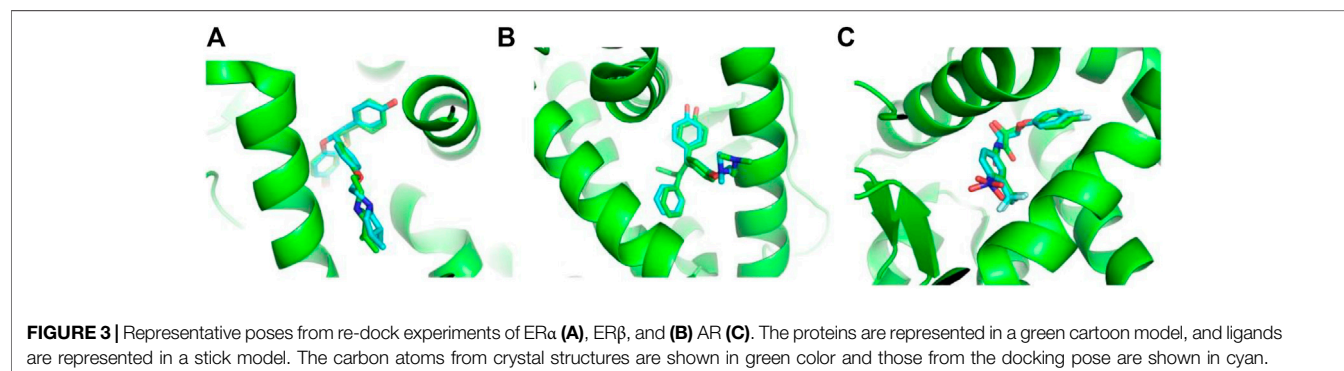 A
B
C
FIGURE 3 | Representative poses from re-dock experiments of ERα (A), ERβ, and (B) AR (C). The proteins are represented in a green cartoon model, and ligands
are represented in a stick model. The carbon atoms from crystal structures are shown in green color and those from the docking pose are shown in cyan.